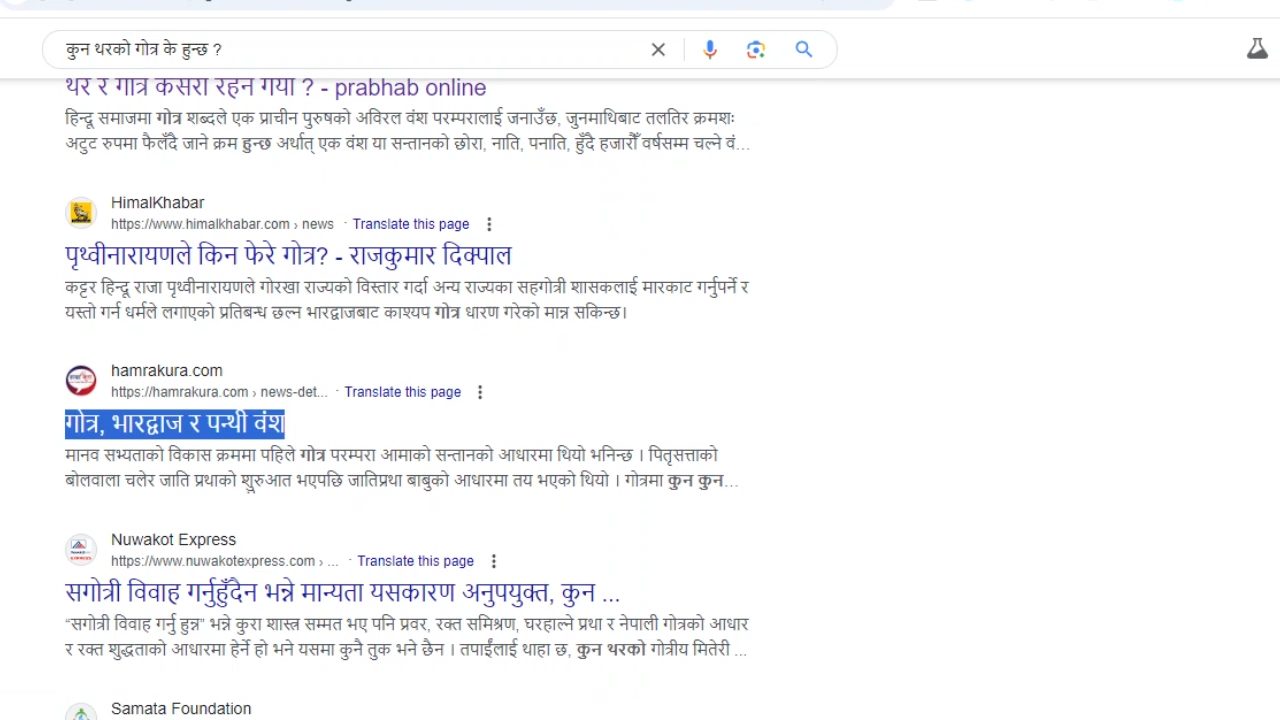 कुन थरको गोत्र के हुन्छ ?
थर र गोत्र कसरी रहन गयो ? - prabhab online
हिन्दू समाजमा गोत्र शब्दले एक प्राचीन पुरुषको अविरल वंश परम्परालाई जनाउँछ, जुनमाथिबाट तलतिर क्रमशः
अटुट रुपमा फैलँदै जाने क्रम हुन्छ अर्थात् एक वंश या सन्तानको छोरा, नाति, पनाति, हुँदै हजारौँ वर्षसम्म चल्ने वं...
HimalKhabar
https://www.himalkhabar.com › news · Translate this page
पृथ्वीनारायणले किन फेरे गोत्र? - राजकुमार दिक्पाल
कट्टर हिन्दू राजा पृथ्वीनारायणले गोरखा राज्यको विस्तार गर्दा अन्य राज्यका सहगोत्री शासकलाई मारकाट गर्नुपर्ने र
यस्तो गर्न धर्मले लगाएको प्रतिबन्ध छल्न भारद्वाजबाट काश्यप गोत्र धारण गरेको मान्न सकिन्छ।
hamrakura.com
https://hamrakura.com › news-det... · Translate this page
गोत्र, भारद्वाज र पन्थी वंश
मानव सभ्यताको विकास क्रममा पहिले गोत्र परम्परा आमाको सन्तानको आधारमा थियो भनिन्छ । पितृसत्ताको
बोलवाला चलेर जाति प्रथाको शुरुआत भएपछि जातिप्रथा बाबुको आधारमा तय भएको थियो । गोत्रमा कुन कुन...
Nuwakot Express
https://www.nuwakotexpress.com › ... · Translate this page
सगोत्री विवाह गर्नुहुँदैन भन्ने मान्यता यसकारण अनुपयुक्त, कुन ...
“सगोत्री विवाह गर्नु हुन्न” भन्ने कुरा शास्त्र सम्मत भए पनि प्रवर, रक्त समिश्रण, घरहाल्ने प्रथा र नेपाली गोत्रको आधार
र रक्त शुद्धताको आधारमा हेर्ने हो भने यसमा कुनै तुक भने छैन । तपाईंलाई थाहा छ, कुन थरको गोत्रीय मितेरी ...
Samata Foundation